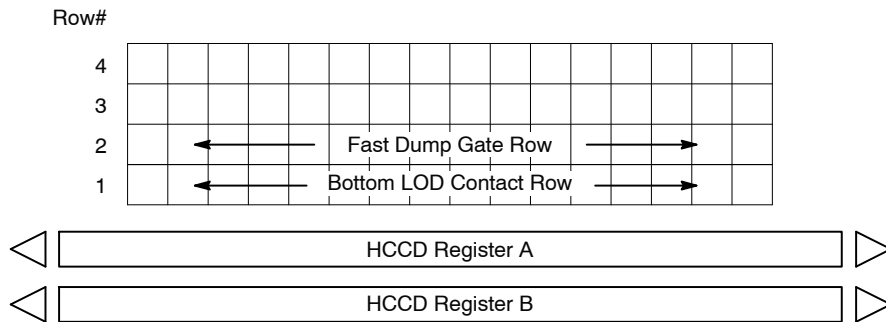 Row#
4
3
2
Fast Dump Gate Row
1
Bottom LOD Contact Row
HCCD Register A
HCCD Register B